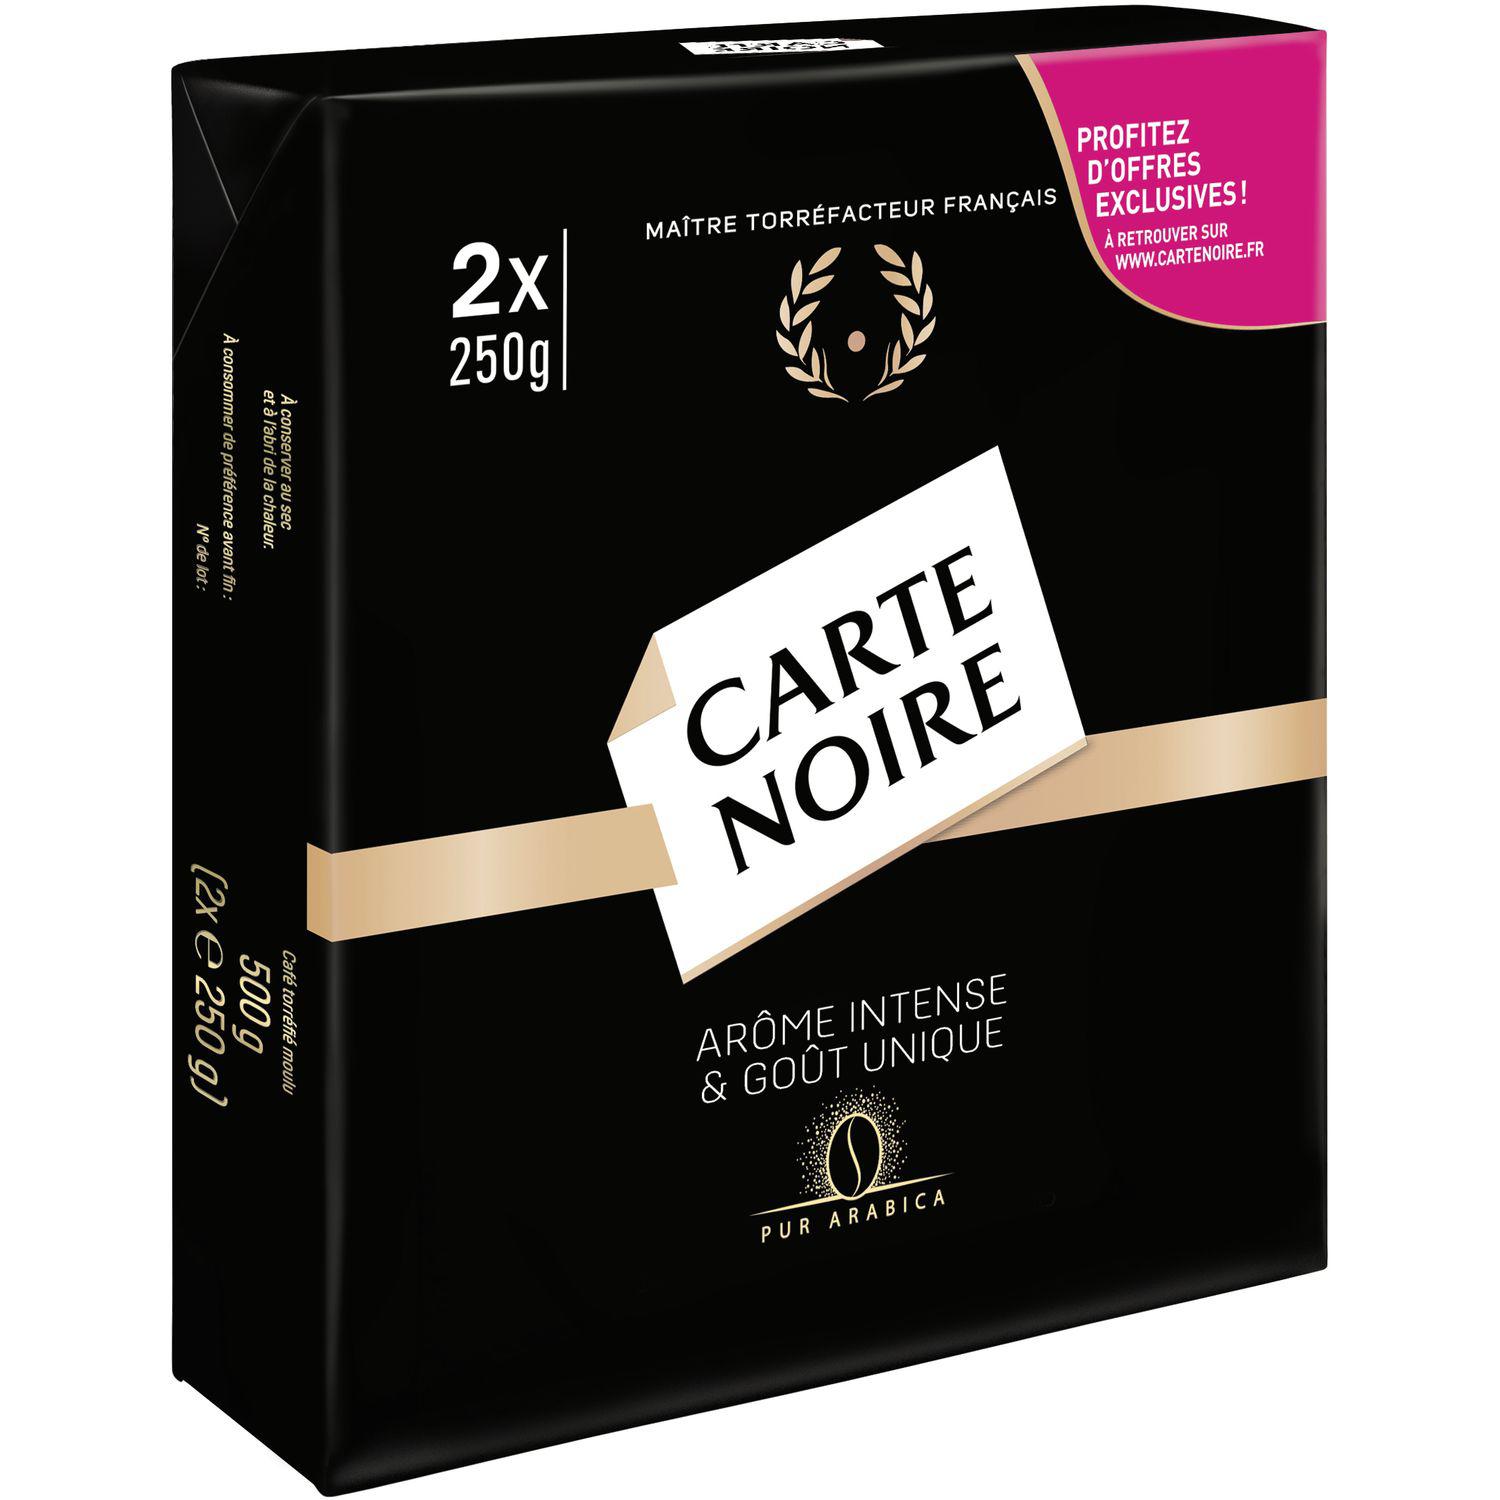 MAÎTRE TORRÉFACTEUR FRANÇAIS
2x
250g
PROFITEZ
D'OFFRES
EXCLUSIVES !
À RETROUVER SUR
WWW.CARTENOIRE.FR
CARTE
NOIRE
ARÔME INTENSE
& GOÛT UNIQUE
PUR ARABICA
À conserver au sec
et à l'abri de la chaleur.
À consommer de préférence avant fin :
N° de lot :
Café torréfié moulu
500 g
(2x ℮ 250 g)